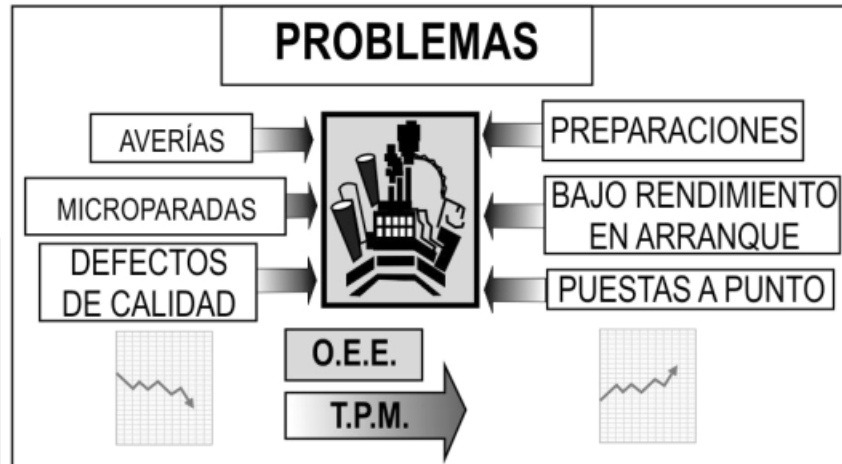 PROBLEMAS
AVERÍAS
PREPARACIONES
MICROPARADAS
BAJO RENDIMIENTO
EN ARRANQUE
DEFECTOS
DE CALIDAD
PUESTAS A PUNTO
O.E.E.
T.P.M.